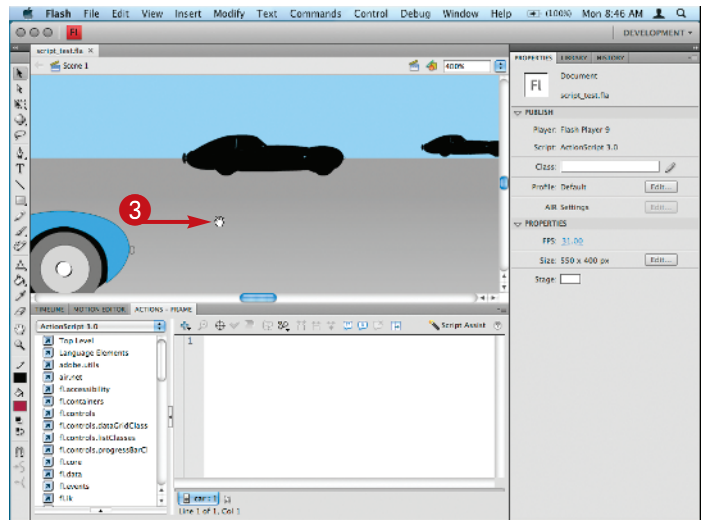 Flash File Edit View Insert Modify Text Commands Control Debug Window Help (100%) Mon 8:46 AM
Fl DEVELOPMENT
script_test.fla ×
Scene 1 400%
PROPERTIES LIBRARY HISTORY
Fl Document
script_test.fla
PUBLISH
Player: Flash Player 9
Script: ActionScript 3.0
Class:
Profile: Default Edit...
AIR Settings Edit...
PROPERTIES
FPS: 31.00
Size: 550 x 400 px Edit...
Stage:
T
3
TIMELINE MOTION EDITOR ACTIONS - FRAME
ActionScript 3.0 Script Assist
1
Top Level
Language Elements
adobe.utils
air.net
fl.accessibility
fl.containers
fl.controls
fl.controls.dataGridClass
fl.controls.listClasses
fl.controls.progressBarCl
fl.core
fl.data
fl.events
fl.ik
car : 1
Line 1 of 1, Col 1